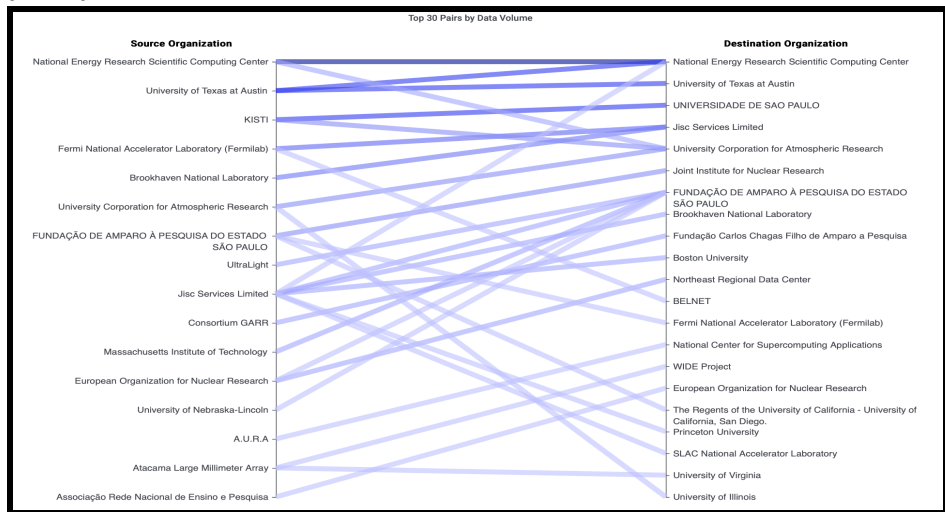 Top 30 Pairs by Data Volume
Source Organization
National Energy Research Scientific Computing Center
University of Texas at Austin
KISTI
Fermi National Accelerator Laboratory (Fermilab)
Brookhaven National Laboratory
University Corporation for Atmospheric Research
FUNDAÇÃO DE AMPARO À PESQUISA DO ESTADO
SÃO PAULO
UltraLight
Jisc Services Limited
Consortium GARR
Massachusetts Institute of Technology
European Organization for Nuclear Research
University of Nebraska-Lincoln
A.U.R.A
Atacama Large Millimeter Array
Associação Rede Nacional de Ensino e Pesquisa
Destination Organization
National Energy Research Scientific Computing Center
University of Texas at Austin
UNIVERSIDADE DE SAO PAULO
Jisc Services Limited
University Corporation for Atmospheric Research
Joint Institute for Nuclear Research
FUNDAÇÃO DE AMPARO À PESQUISA DO ESTADO
SÃO PAULO
Brookhaven National Laboratory
Fundação Carlos Chagas Filho de Amparo a Pesquisa
Boston University
Northeast Regional Data Center
BELNET
Fermi National Accelerator Laboratory (Fermilab)
National Center for Supercomputing Applications
WIDE Project
European Organization for Nuclear Research
The Regents of the University of California - University of
California, San Diego.
Princeton University
SLAC National Accelerator Laboratory
University of Virginia
University of Illinois